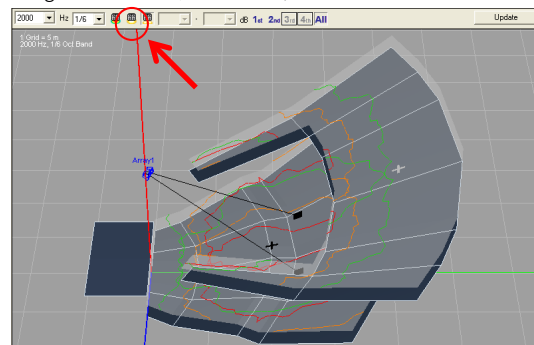 2000 Hz 1/6 - dB 1st 2nd 3rd 4th All Update
1 Grid = 5 m
2000 Hz, 1/6 Oct Band
Array1